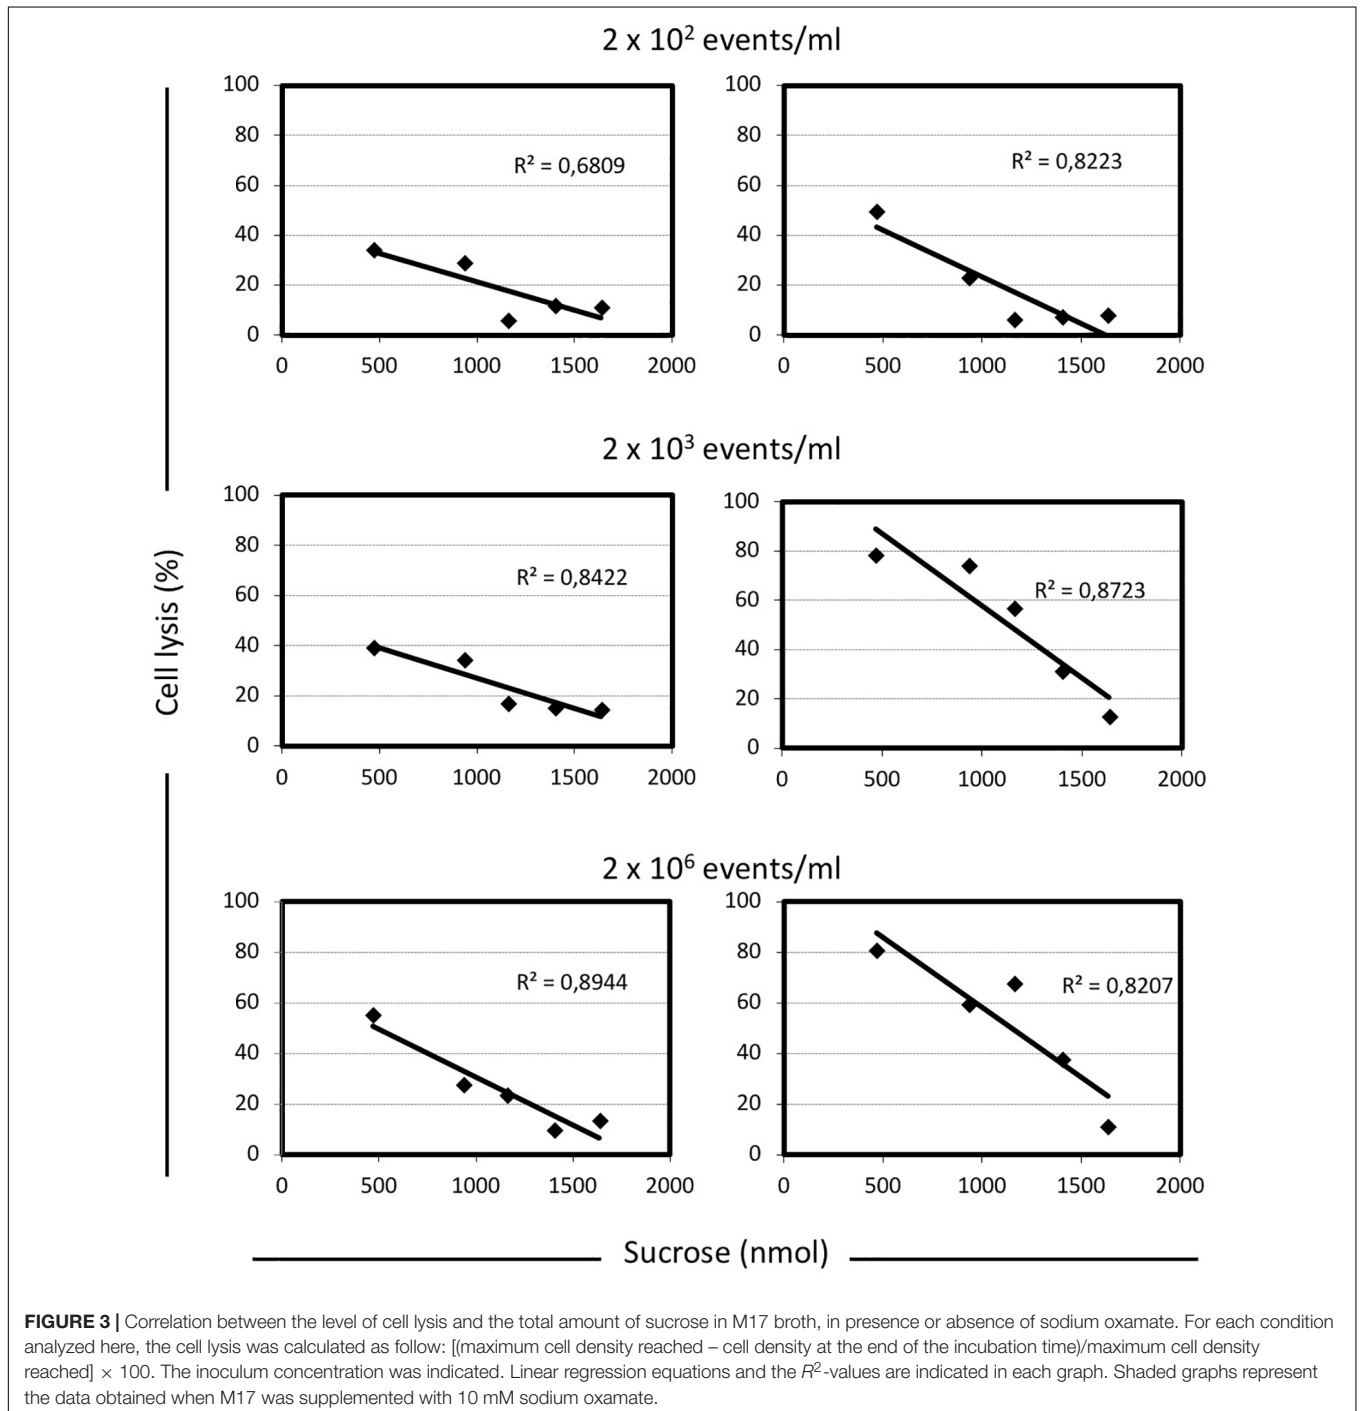 2 x 10² events/ml
100
80
60
40
20
0
R² = 0,6809
0 500 1000 1500 2000
100
80
60
40
20
0
R² = 0,8223
0 500 1000 1500 2000
2 x 10³ events/ml
100
80
60
40
20
0
R² = 0,8422
0 500 1000 1500 2000
100
80
60
40
20
0
R² = 0,8723
0 500 1000 1500 2000
Cell lysis (%)
2 x 10⁶ events/ml
100
80
60
40
20
0
R² = 0,8944
0 500 1000 1500 2000
100
80
60
40
20
0
R² = 0,8207
0 500 1000 1500 2000
Sucrose (nmol)
FIGURE 3 | Correlation between the level of cell lysis and the total amount of sucrose in M17 broth, in presence or absence of sodium oxamate. For each condition
analyzed here, the cell lysis was calculated as follow: [(maximum cell density reached – cell density at the end of the incubation time)/maximum cell density
reached] × 100. The inoculum concentration was indicated. Linear regression equations and the R²-values are indicated in each graph. Shaded graphs represent
the data obtained when M17 was supplemented with 10 mM sodium oxamate.